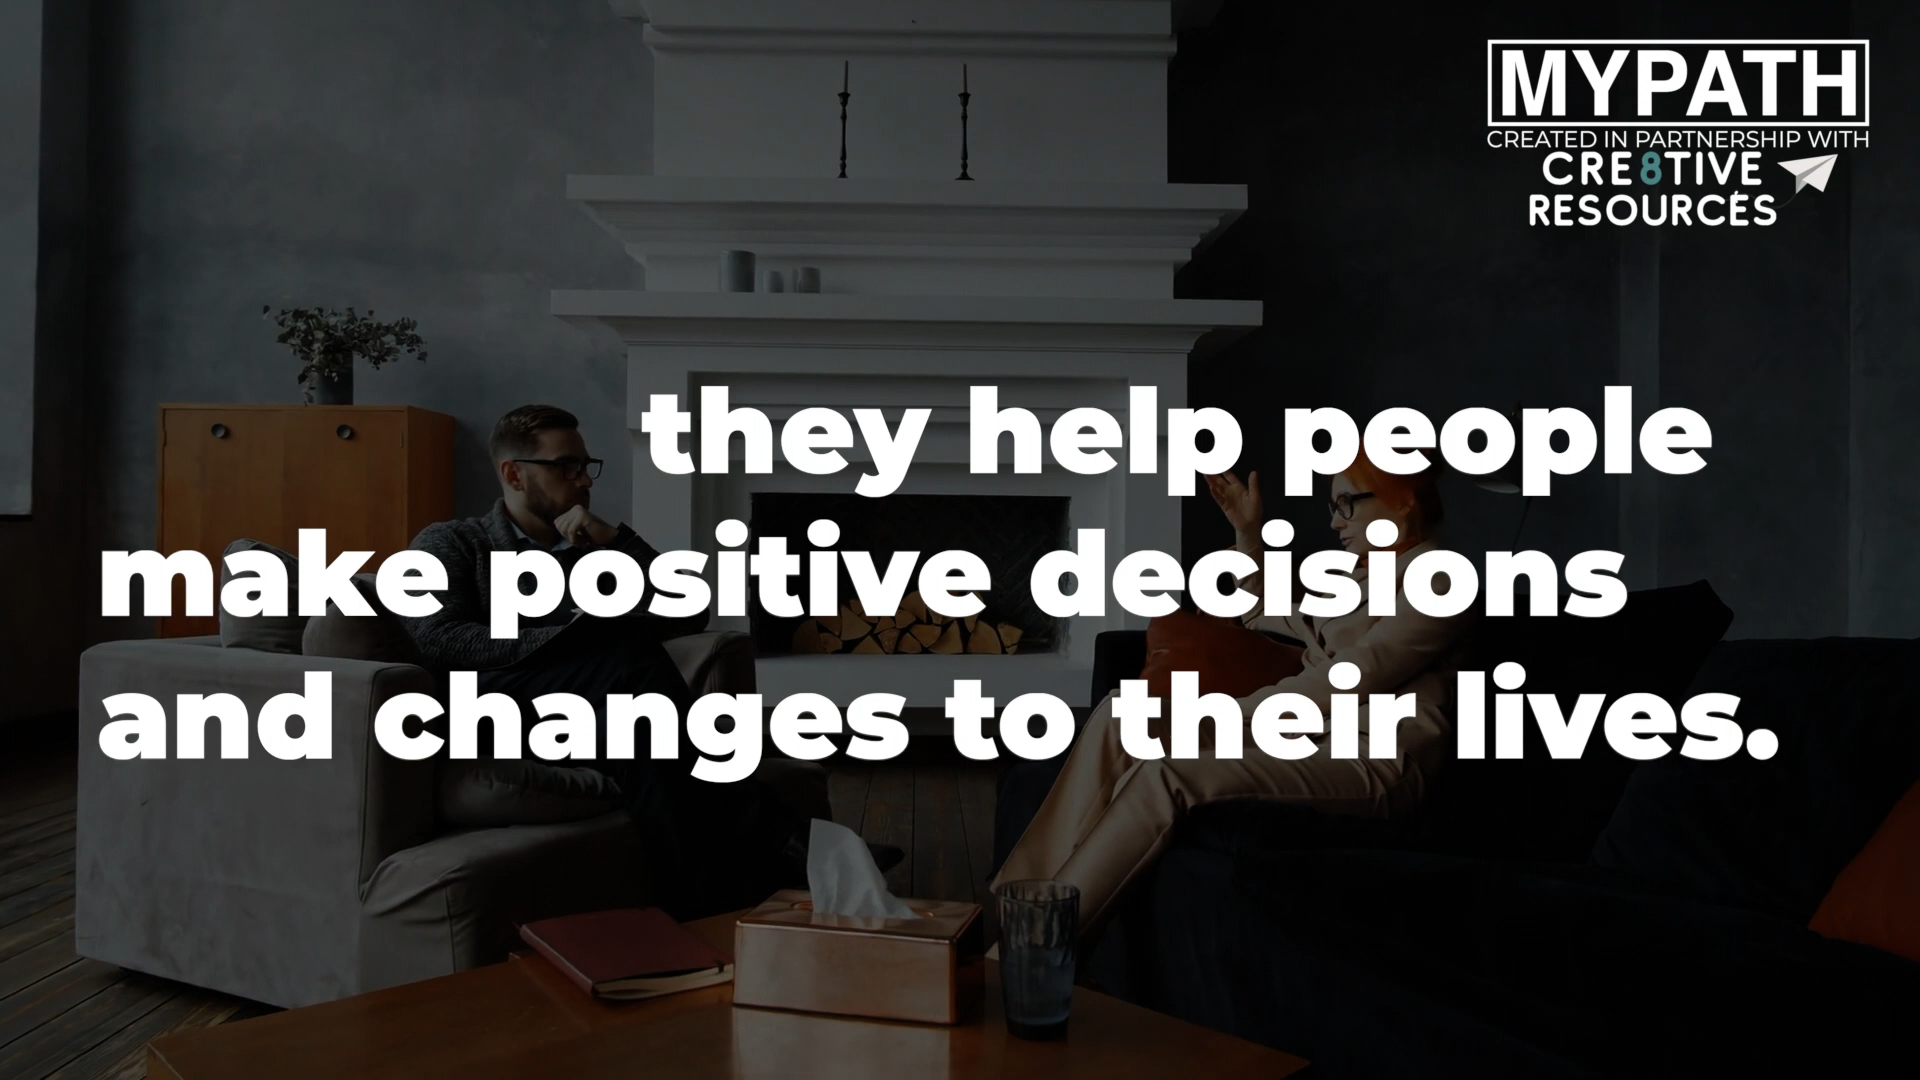 MYPATH
CREATED IN PARTNERSHIP WITH
CRE8TIVE
RESOURCES
they help people
make positive decisions
and changes to their lives.